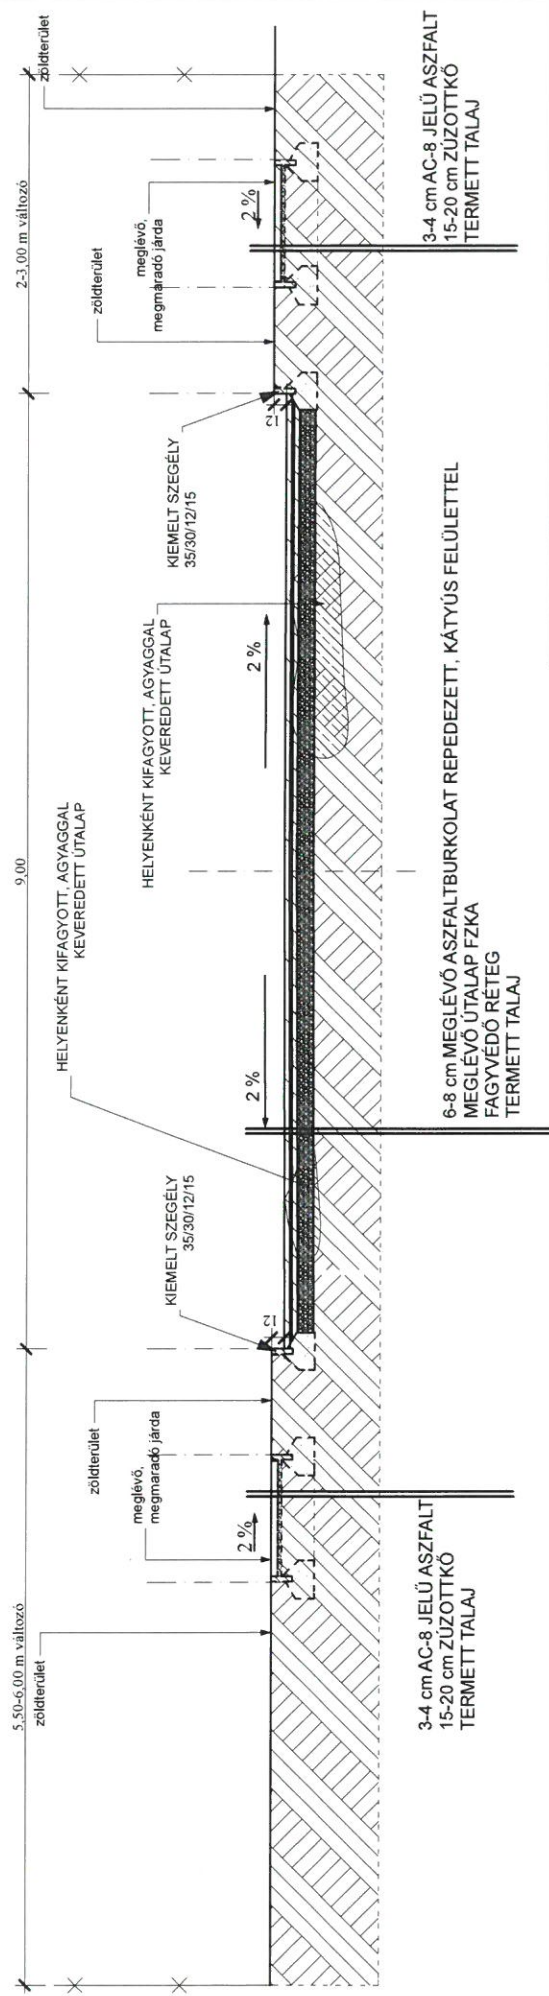 5,50-6,00 m változó
9,00
2-3,00 m változó
zöldterület
zöldterület
meglévő,
megmaradó járda
2 %
KIEMELT SZEGÉLY
35/30/12/15
12
HELYENKÉNT KIFAGYOTT, AGYAGGAL
KEVEREDETT ÚTALAP
2 %
HELYENKÉNT KIFAGYOTT, AGYAGGAL
KEVEREDETT ÚTALAP
2 %
KIEMELT SZEGÉLY
35/30/12/15
12
zöldterület
meglévő,
megmaradó járda
2 %
zöldterület
3-4 cm AC-8 JELŰ ASZFALT
15-20 cm ZÚZOTTKŐ
TERMETT TALAJ
6-8 cm MEGLÉVŐ ASZFALTBURKOLAT REPEDEZETT, KÁTYÚS FELÜLETTEL
MEGLÉVŐ ÚTALAP FZKA
FAGYVÉDŐ RÉTEG
TERMETT TALAJ
3-4 cm AC-8 JELŰ ASZFALT
15-20 cm ZÚZOTTKŐ
TERMETT TALAJ